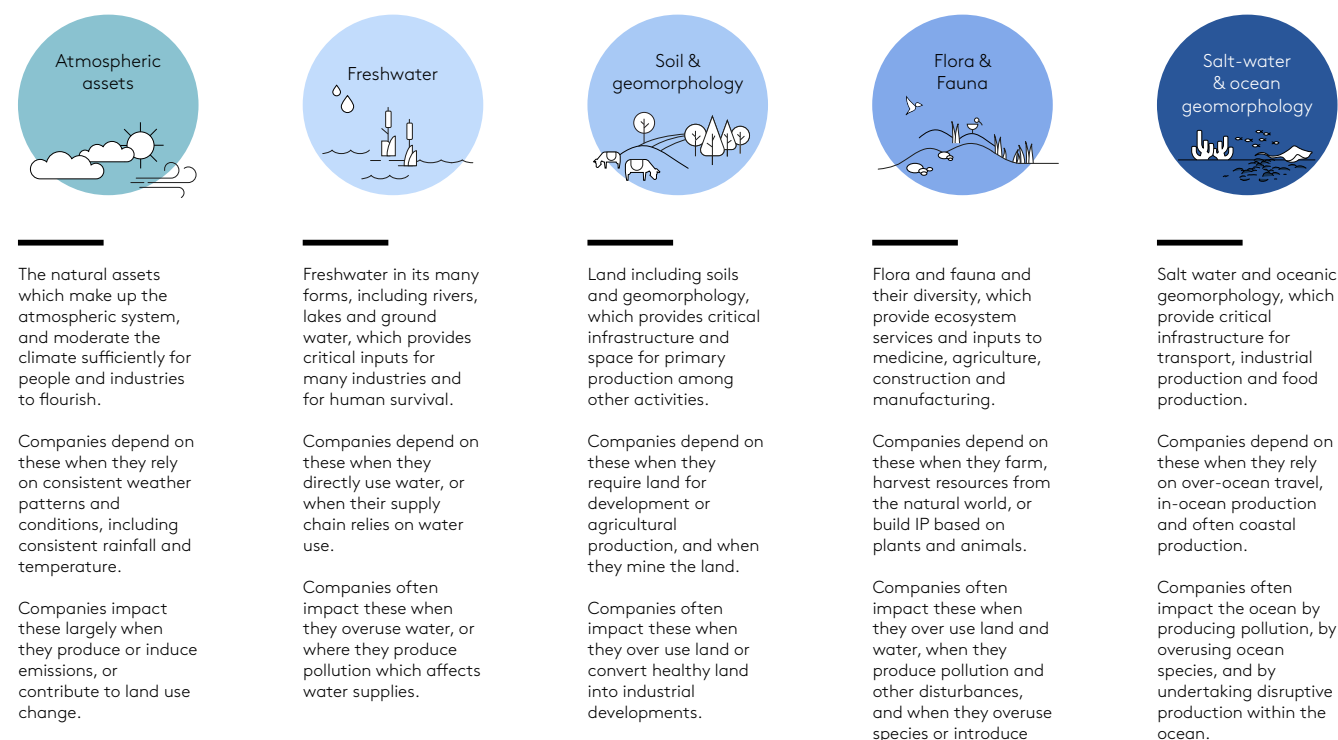 Atmospheric
assets
The natural assets
which make up the
atmospheric system,
and moderate the
climate sufficiently for
people and industries
to flourish.
Companies depend on
these when they rely
on consistent weather
patterns and
conditions, including
consistent rainfall and
temperature.
Companies impact
these largely when
they produce or induce
emissions, or
contribute to land use
change.
Freshwater
Freshwater in its many
forms, including rivers,
lakes and ground
water, which provides
critical inputs for
many industries and
for human survival.
Companies depend on
these when they
directly use water, or
when their supply
chain relies on water
use.
Companies often
impact these when
they overuse water, or
where they produce
pollution which affects
water supplies.
Soil &
geomorphology
Land including soils
and geomorphology,
which provides critical
infrastructure and
space for primary
production among
other activities.
Companies depend on
these when they
require land for
development or
agricultural
production, and when
they mine the land.
Companies often
impact these when
they over use land or
convert healthy land
into industrial
developments.
Flora &
Fauna
Flora and fauna and
their diversity, which
provide ecosystem
services and inputs to
medicine, agriculture,
construction and
manufacturing.
Companies depend on
these when they farm,
harvest resources from
the natural world, or
build IP based on
plants and animals.
Companies often
impact these when
they over use land and
water, when they
produce pollution and
other disturbances,
and when they overuse
species or introduce
Salt-water
& ocean
geomorphology
Salt water and oceanic
geomorphology, which
provide critical
infrastructure for
transport, industrial
production and food
production.
Companies depend on
these when they rely
on over-ocean travel,
in-ocean production
and often coastal
production.
Companies often
impact the ocean by
producing pollution, by
overusing ocean
species, and by
undertaking disruptive
production within the
ocean.